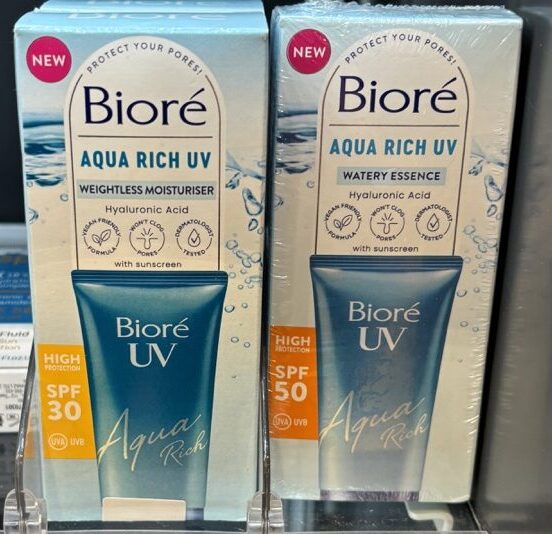 NEW
PROTECT YOUR PORES!
Bioré
AQUA RICH UV
WEIGHTLESS MOISTURISER
Hyaluronic Acid
VEGAN FRIENDLY FORMULA
WON'T CLOG PORES
DERMATOLOGIST TESTED
with sunscreen
Bioré
UV
HIGH
PROTECTION
SPF
30
UVA UVB
Aqua
Rich
NEW
PROTECT YOUR PORES!
Bioré
AQUA RICH UV
WATERY ESSENCE
Hyaluronic Acid
VEGAN FRIENDLY FORMULA
WON'T CLOG PORES
DERMATOLOGIST TESTED
with sunscreen
Bioré
UV
HIGH
PROTECTION
SPF
50
UVA UVB
Aqua
Rich
Fluid